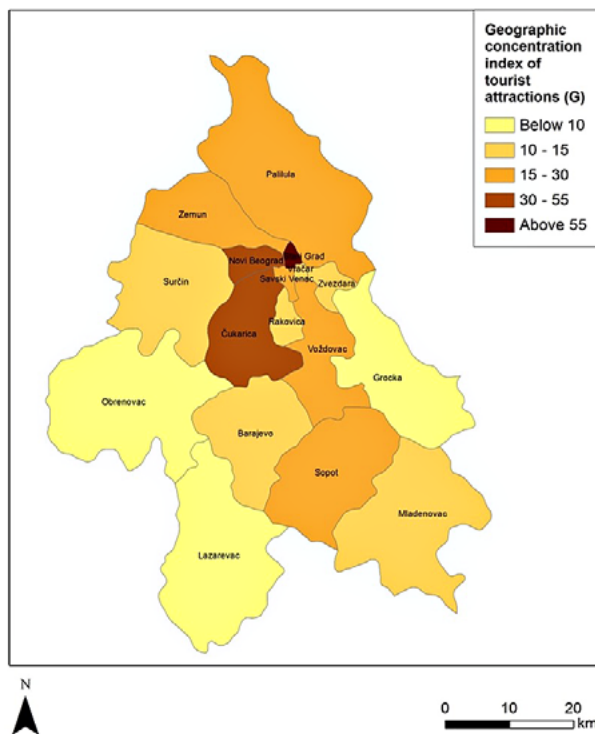 Geographic
concentration
index of
tourist
attractions (G)
Below 10
10 - 15
15 - 30
30 - 55
Above 55
Palilula
Zemun
Novi Beograd
Grad
Vračar
Savski Venac
Zvezdara
Surčin
Čukarica
Rakovica
Voždovac
Grocka
Obrenovac
Barajevo
Sopot
Mladenovac
Lazarevac
N
0 10 20
km